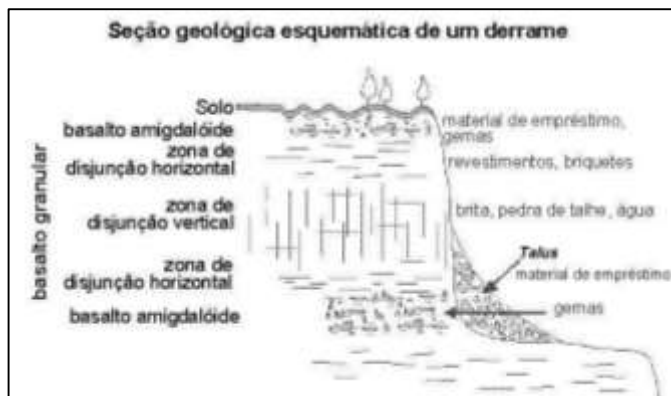 Seção geológica esquemática de um derrame
Solo
basalto amigdalóide
zona de
disjunção horizontal
zona de
disjunção vertical
zona de
disjunção horizontal
basalto amigdalóide
basalto granular
material de empréstimo,
gemas
revestimentos, briquetes
brita, pedra de talhe, água
Talus
material de empréstimo
gemas